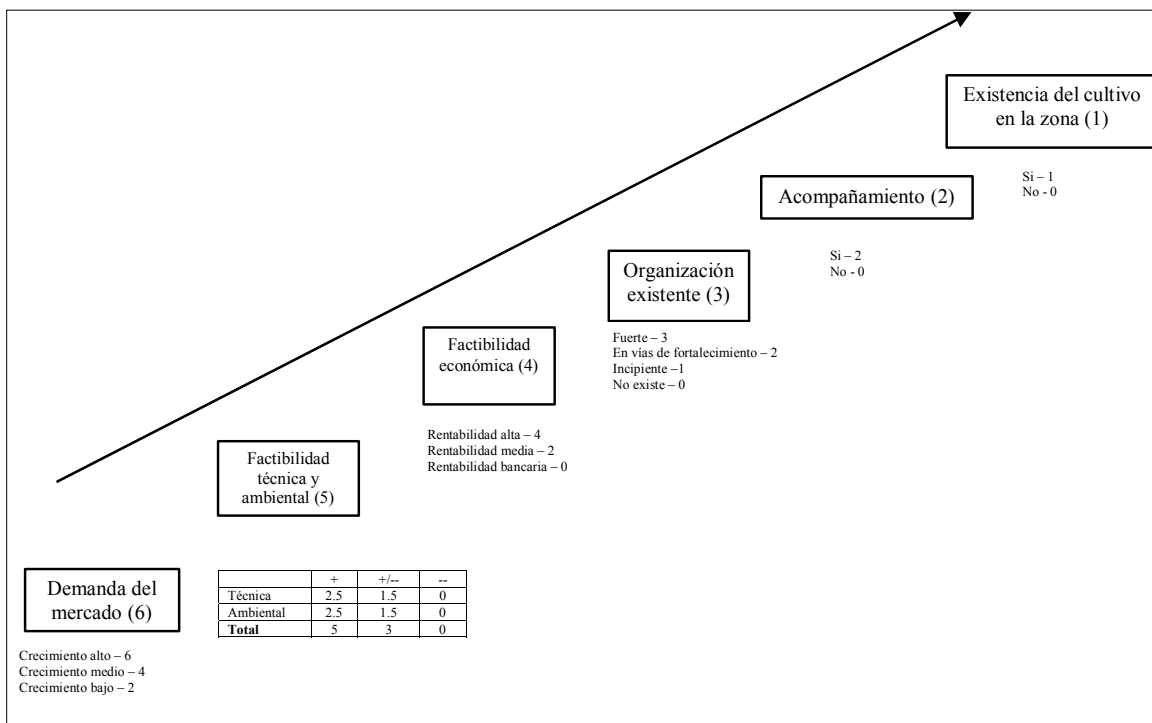 Existencia del cultivo
en la zona (1)
Si – 1
No - 0
Acompañamiento (2)
Si – 2
No - 0
Organización
existente (3)
Fuerte – 3
En vías de fortalecimiento – 2
Incipiente –1
No existe – 0
Factibilidad
económica (4)
Rentabilidad alta – 4
Rentabilidad media – 2
Rentabilidad bancaria – 0
Factibilidad
técnica y
ambiental (5)
+ +/-- --
Técnica 2.5 1.5 0
Ambiental 2.5 1.5 0
Total 5 3 0
Demanda del
mercado (6)
Crecimiento alto – 6
Crecimiento medio – 4
Crecimiento bajo – 2